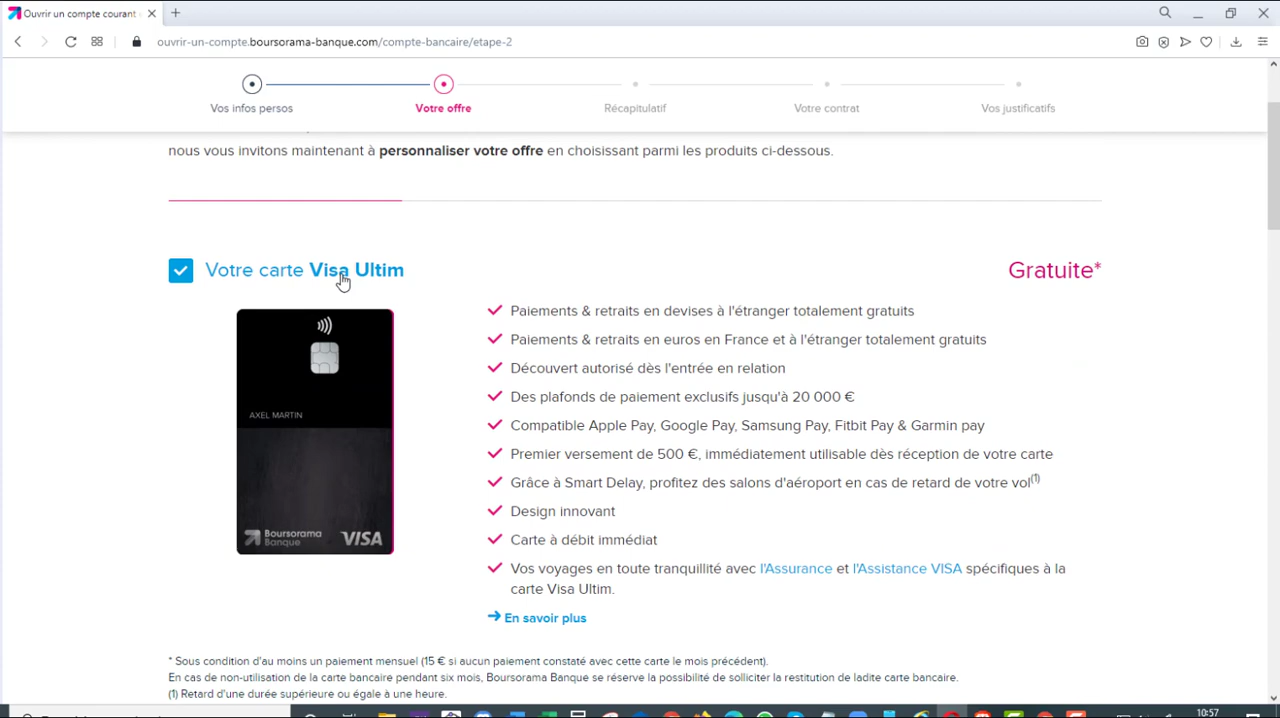 Ouvrir un compte courant
ouvrir-un-compte.boursorama-banque.com/compte-bancaire/etape-2
Vos infos persos
Votre offre
Récapitulatif
Votre contrat
Vos justificatifs
nous vous invitons maintenant à personnaliser votre offre en choisissant parmi les produits ci-dessous.
Votre carte Visa Ultim
Gratuite*
AXEL MARTIN
Boursorama
Banque
VISA
Paiements & retraits en devises à l'étranger totalement gratuits
Paiements & retraits en euros en France et à l'étranger totalement gratuits
Découvert autorisé dès l'entrée en relation
Des plafonds de paiement exclusifs jusqu'à 20 000 €
Compatible Apple Pay, Google Pay, Samsung Pay, Fitbit Pay & Garmin pay
Premier versement de 500 €, immédiatement utilisable dès réception de votre carte
Grâce à Smart Delay, profitez des salons d'aéroport en cas de retard de votre vol(1)
Design innovant
Carte à débit immédiat
Vos voyages en toute tranquillité avec l'Assurance et l'Assistance VISA spécifiques à la
carte Visa Ultim.
En savoir plus
* Sous condition d'au moins un paiement mensuel (15 € si aucun paiement constaté avec cette carte le mois précédent).
En cas de non-utilisation de la carte bancaire pendant six mois, Boursorama Banque se réserve la possibilité de solliciter la restitution de ladite carte bancaire.
(1) Retard d'une durée supérieure ou égale à une heure.
10:57